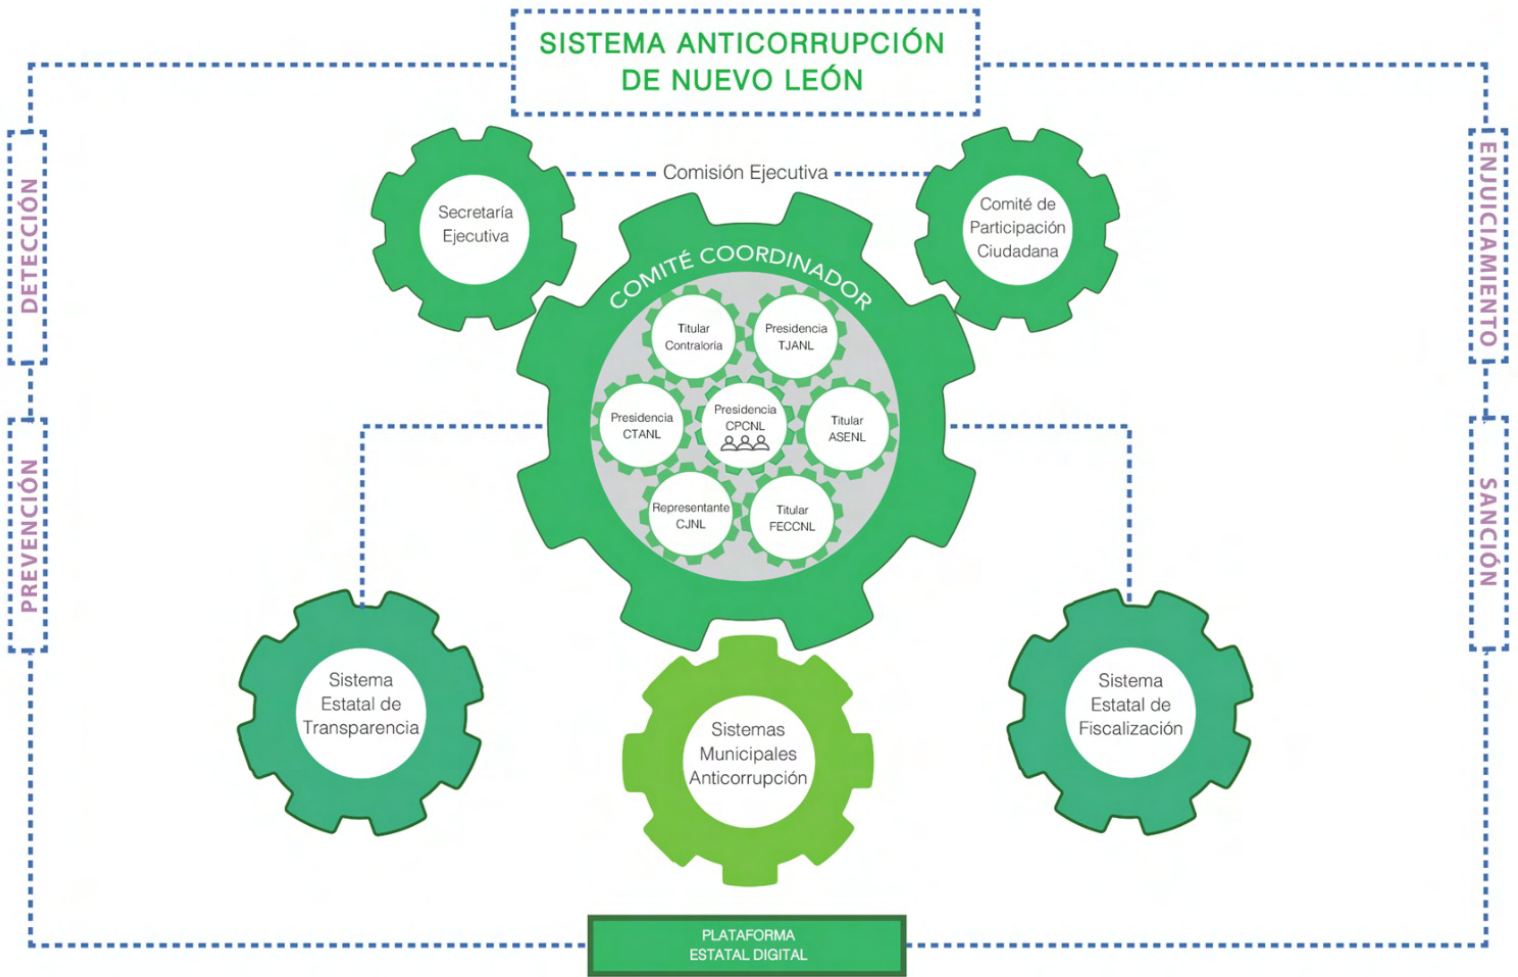 SISTEMA ANTICORRUPCIÓN
DE NUEVO LEÓN
DETECCIÓN
PREVENCIÓN
ENJUICIAMIENTO
SANCIÓN
Comisión Ejecutiva
Secretaría
Ejecutiva
Comité de
Participación
Ciudadana
COMITÉ COORDINADOR
Titular
Contraloría
Presidencia
TJANL
Presidencia
CTANL
Presidencia
CPCNL
Titular
ASENL
Representante
CJNL
Titular
FECCNL
Sistema
Estatal de
Transparencia
Sistemas
Municipales
Anticorrupción
Sistema
Estatal de
Fiscalización
PLATAFORMA
ESTATAL DIGITAL